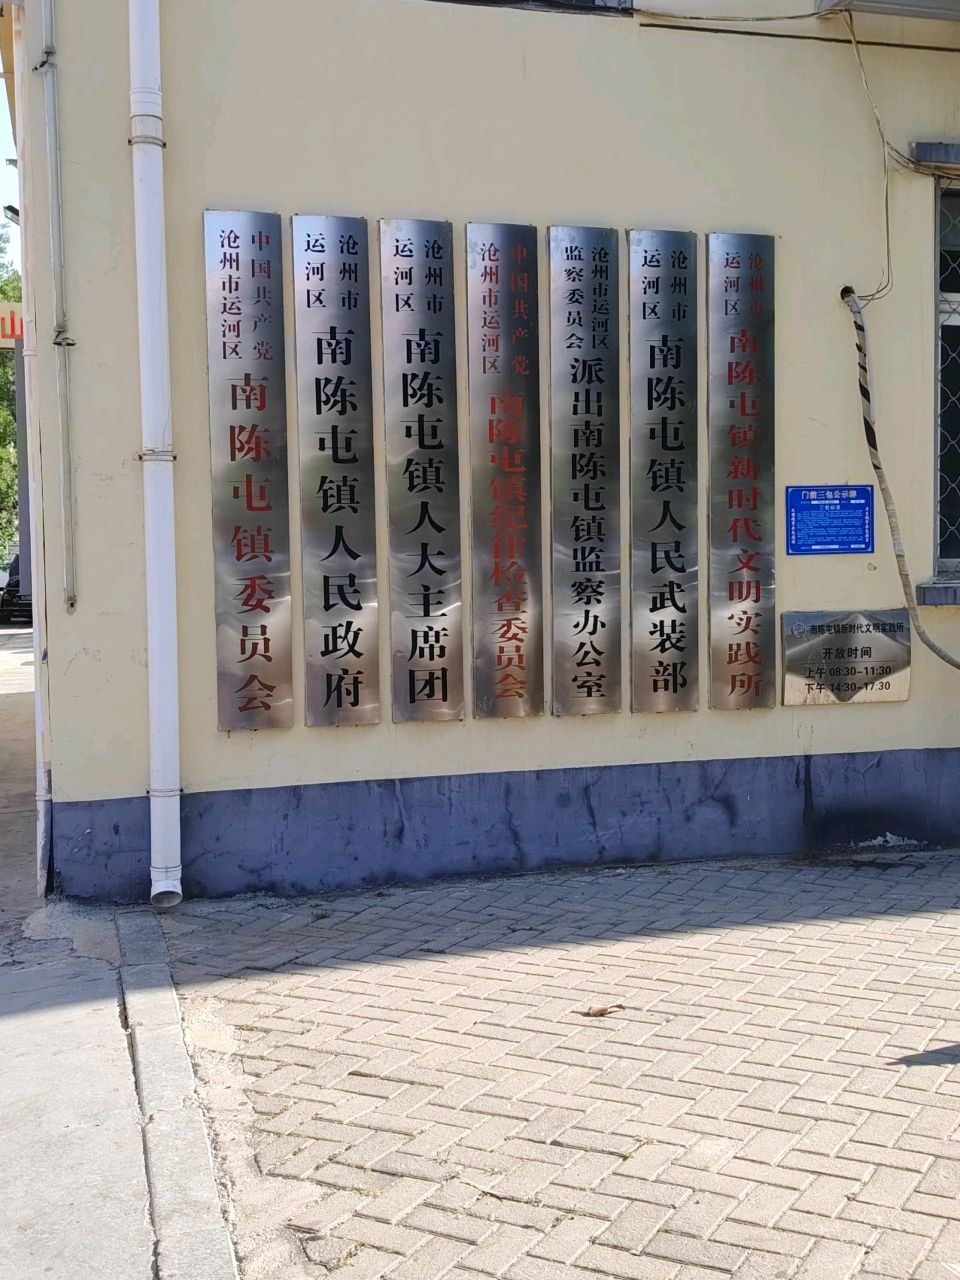 中国共产党
沧州市运河区
南陈屯镇委员会
沧州市
运河区
南陈屯镇人民政府
沧州市
运河区
南陈屯镇人大主席团
中国共产党
沧州市运河区
南陈屯镇纪律检查委员会
沧州市运河区
监察委员会
派出南陈屯镇监察办公室
沧州市
运河区
南陈屯镇人民武装部
沧州市
运河区
南陈屯镇新时代文明实践所
门前三包公示牌
三包标准
南陈屯镇新时代文明实践所
开放时间
上午 08:30-11:30
下午 14:30-17:30
山